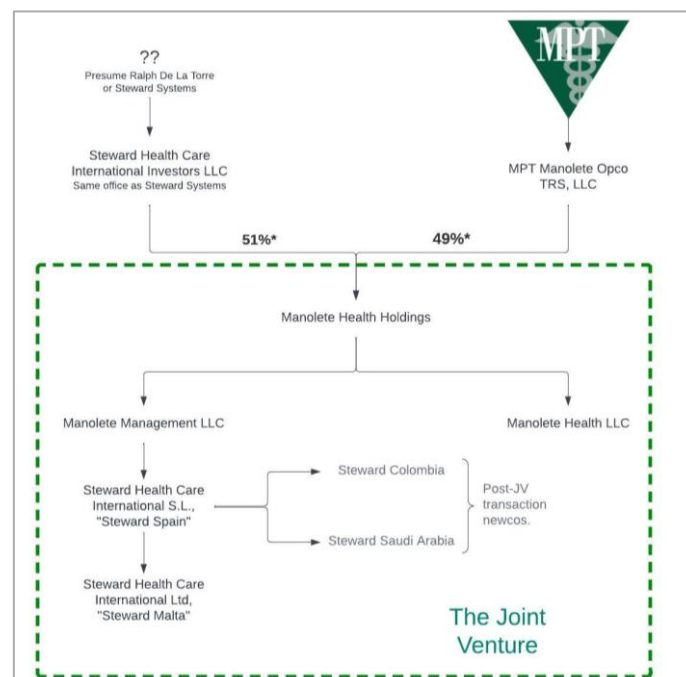 ??
Presume Ralph De La Torre
or Steward Systems
MPT
Steward Health Care
International Investors LLC
Same office as Steward Systems
MPT Manolete Opco
TRS, LLC
51%*
49%*
Manolete Health Holdings
Manolete Management LLC
Manolete Health LLC
Steward Health Care
International S.L.,
"Steward Spain"
Steward Colombia
Steward Saudi Arabia
Post-JV
transaction
newcos.
Steward Health Care
International Ltd,
"Steward Malta"
The Joint
Venture